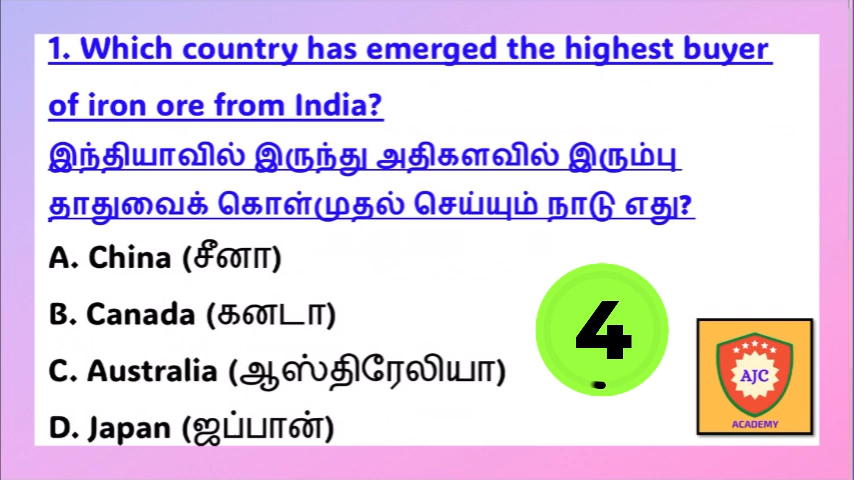 1. Which country has emerged the highest buyer
of iron ore from India?
இந்தியாவில் இருந்து அதிகளவில் இரும்பு
தாதுவைக் கொள்முதல் செய்யும் நாடு எது?
A. China (சீனா)
B. Canada (கனடா)
C. Australia (ஆஸ்திரேலியா)
D. Japan (ஜப்பான்)
4
AJC
ACADEMY